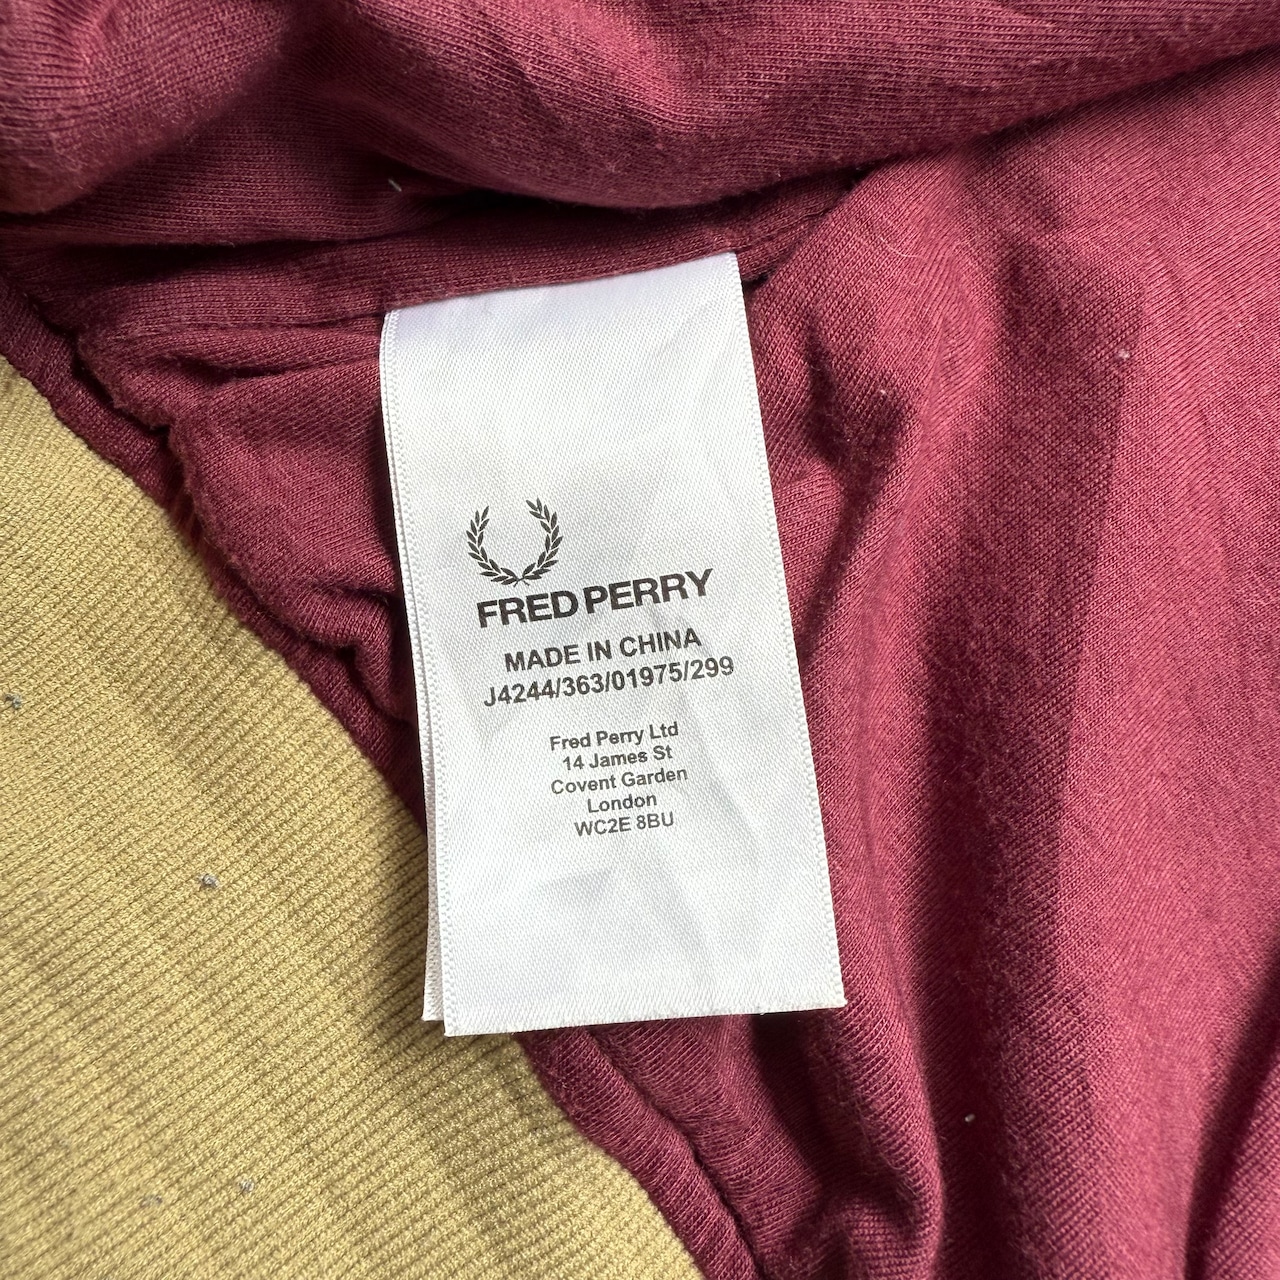 FRED PERRY
MADE IN CHINA
J4244/363/01975/299
Fred Perry Ltd
14 James St
Covent Garden
London
WC2E 8BU